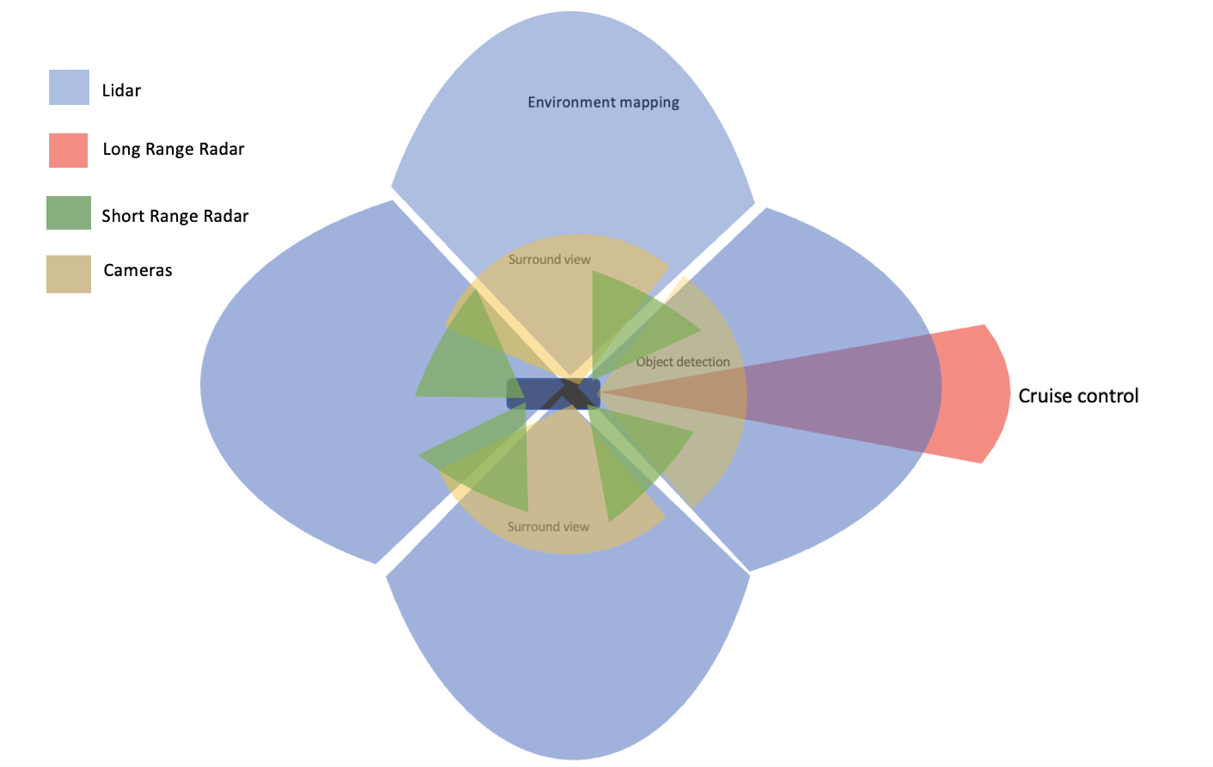 Lidar
Long Range Radar
Short Range Radar
Cameras
Environment mapping
Surround view
Object detection
Cruise control
Surround view